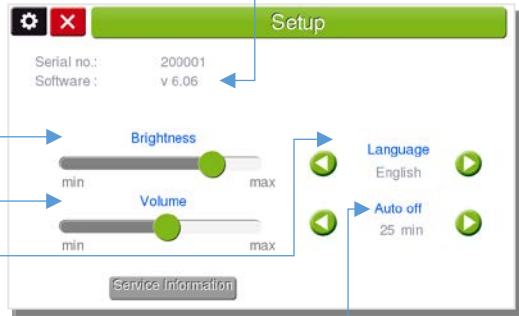 Setup
Serial no.: 200001
Software : v 6.06
Brightness
min max
Volume
min max
Language
English
Auto off
25 min
Service Information